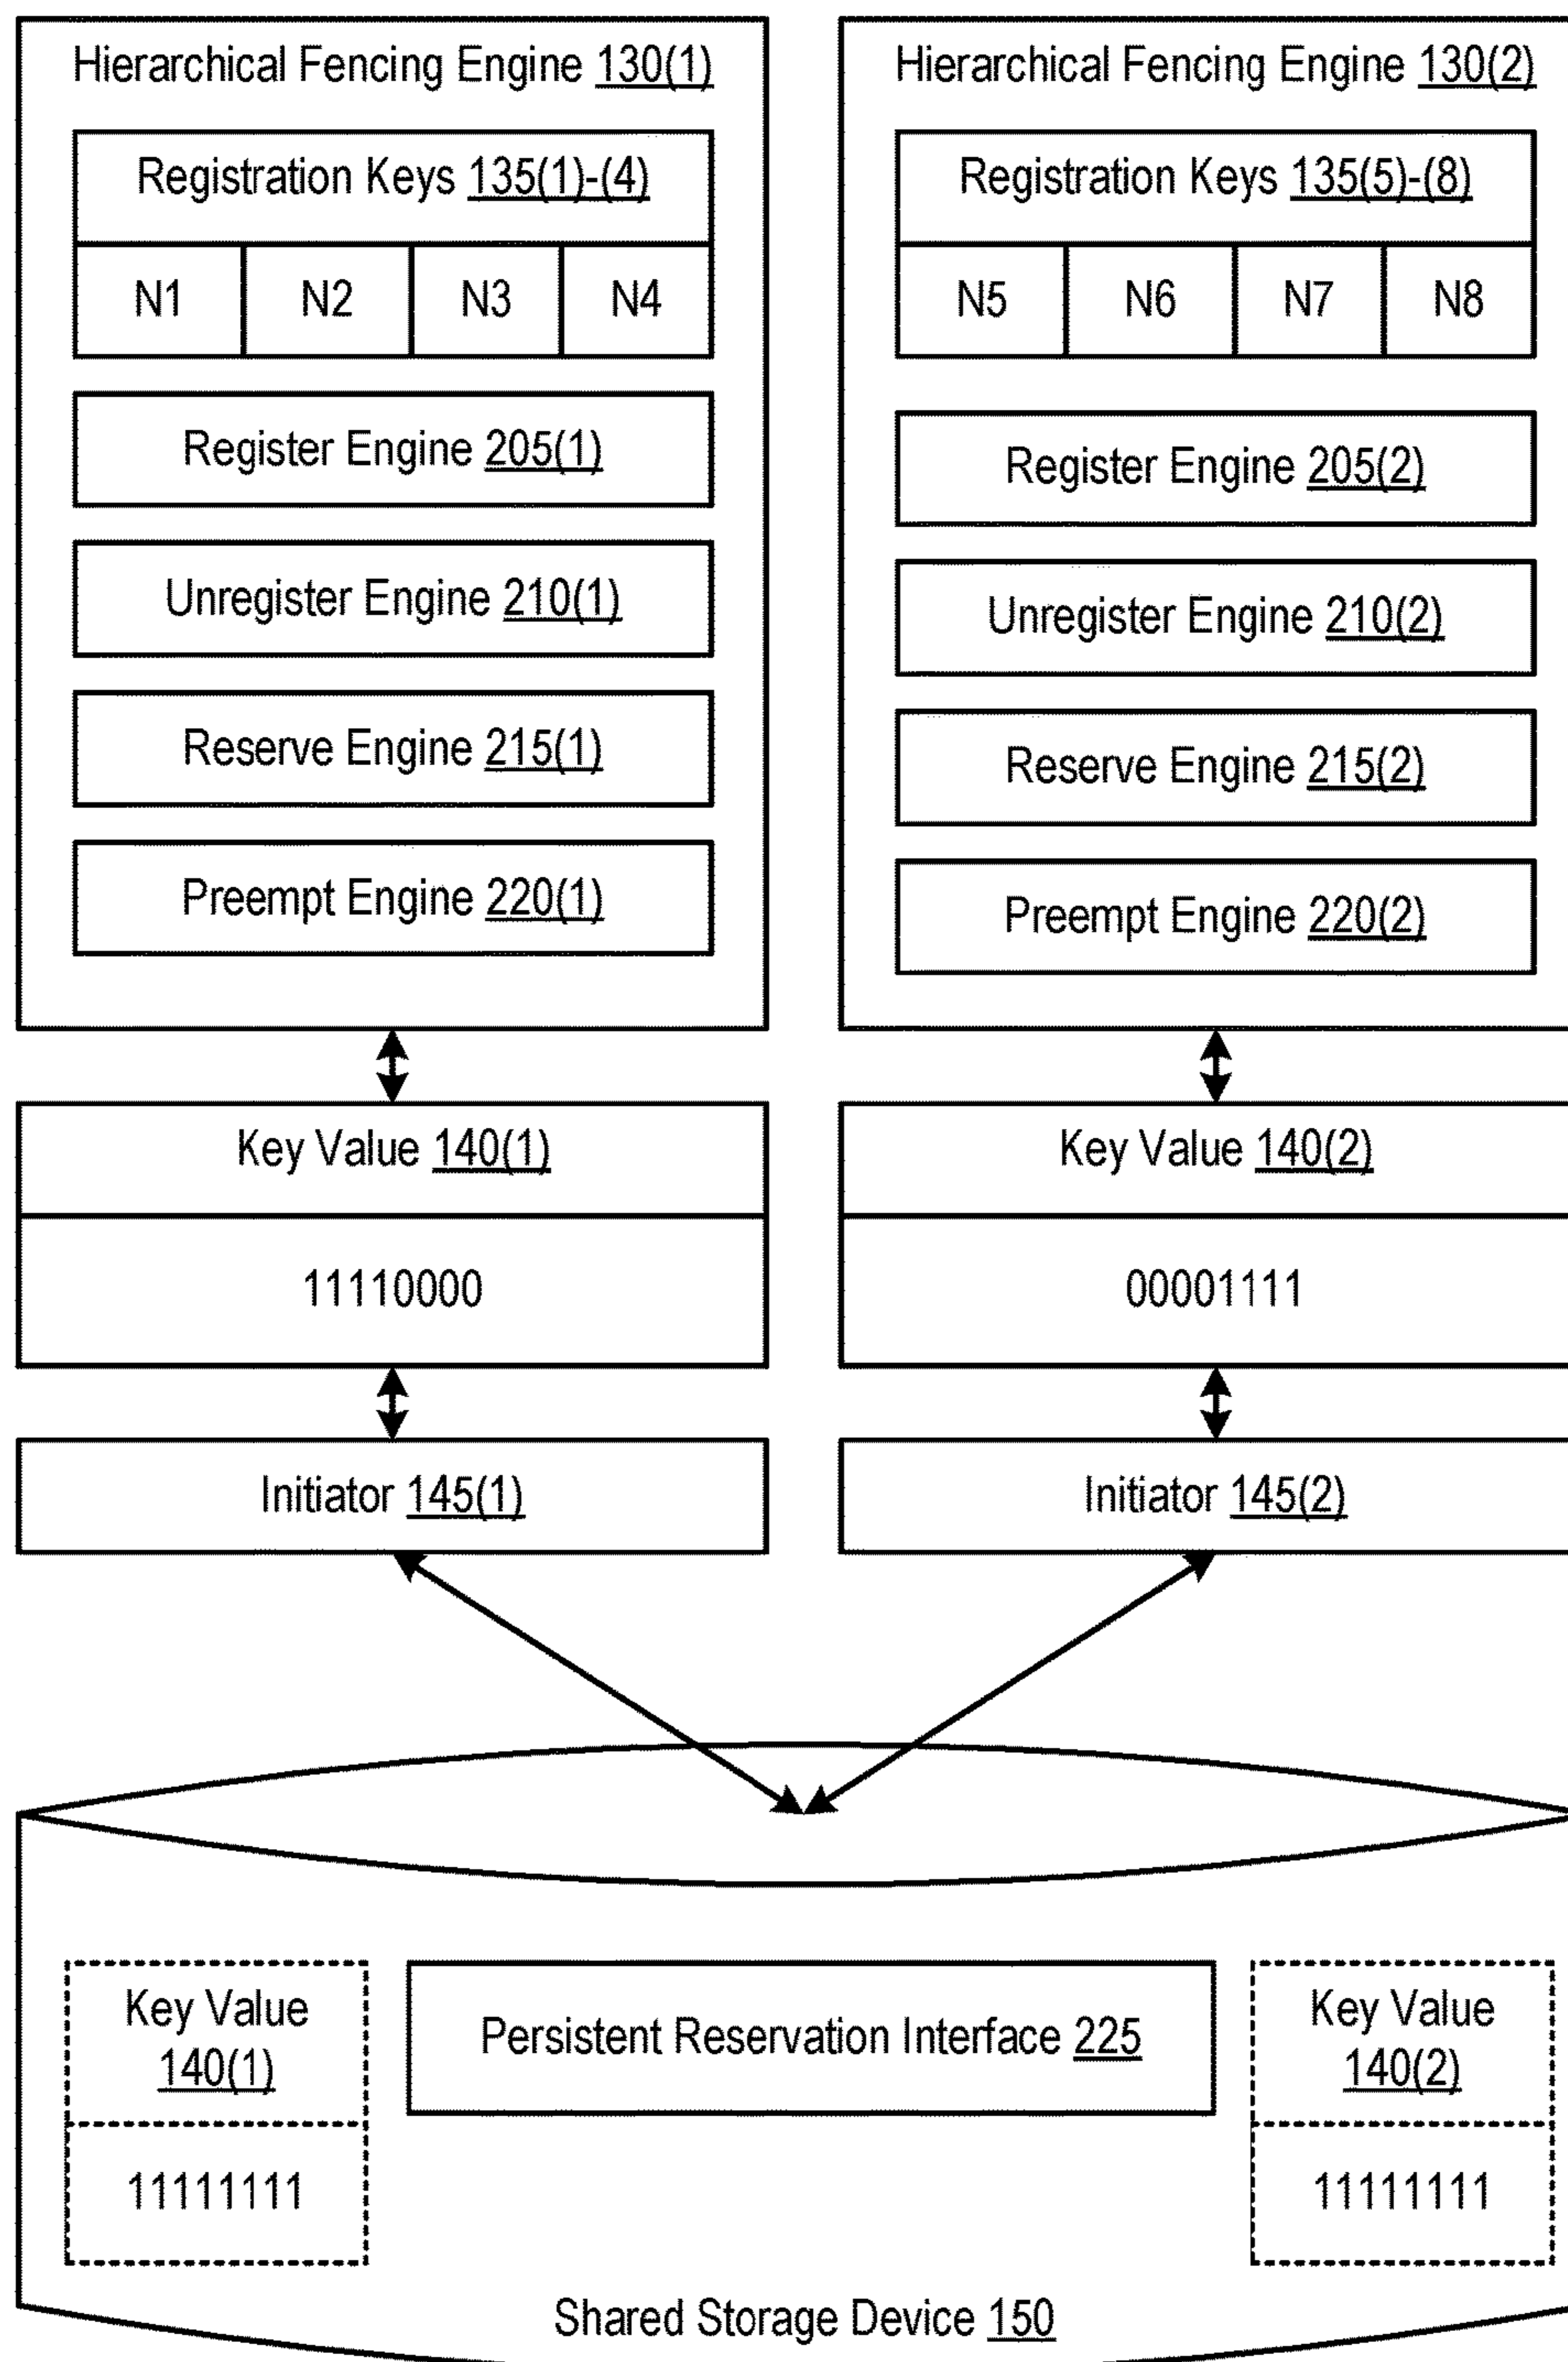 Hierarchical Fencing Engine 130(1)
Registration Keys 135(1)-(4)
N1 N2 N3 N4
Register Engine 205(1)
Unregister Engine 210(1)
Reserve Engine 215(1)
Preempt Engine 220(1)
Key Value 140(1)
11110000
Initiator 145(1)
Hierarchical Fencing Engine 130(2)
Registration Keys 135(5)-(8)
N5 N6 N7 N8
Register Engine 205(2)
Unregister Engine 210(2)
Reserve Engine 215(2)
Preempt Engine 220(2)
Key Value 140(2)
00001111
Initiator 145(2)
Key Value
140(1)
11111111
Persistent Reservation Interface 225
Key Value
140(2)
11111111
Shared Storage Device 150